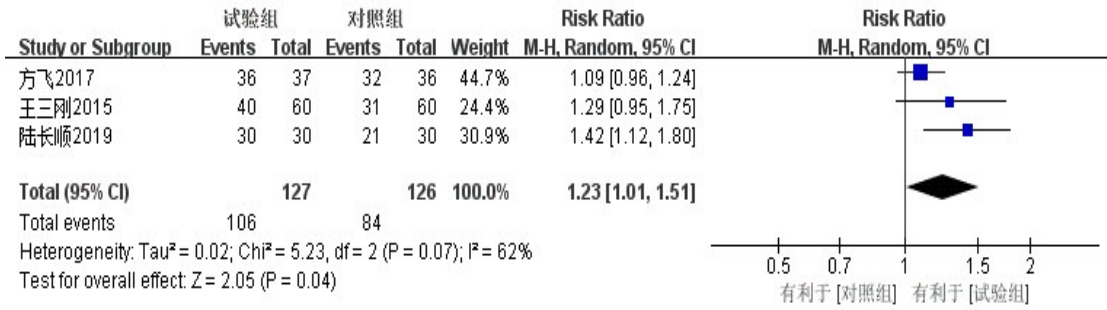 试验组 对照组 Risk Ratio Risk Ratio
Study or Subgroup Events Total Events Total Weight M-H, Random, 95% CI M-H, Random, 95% CI
方飞2017 36 37 32 36 44.7% 1.09 [0.96, 1.24]
王三刚2015 40 60 31 60 24.4% 1.29 [0.95, 1.75]
陆长顺2019 30 30 21 30 30.9% 1.42 [1.12, 1.80]
Total (95% CI) 127 126 100.0% 1.23 [1.01, 1.51]
Total events 106 84
Heterogeneity: Tau² = 0.02; Chi² = 5.23, df = 2 (P = 0.07); I² = 62%
Test for overall effect: Z = 2.05 (P = 0.04)
0.5 0.7 1 1.5 2
有利于 [对照组] 有利于 [试验组]